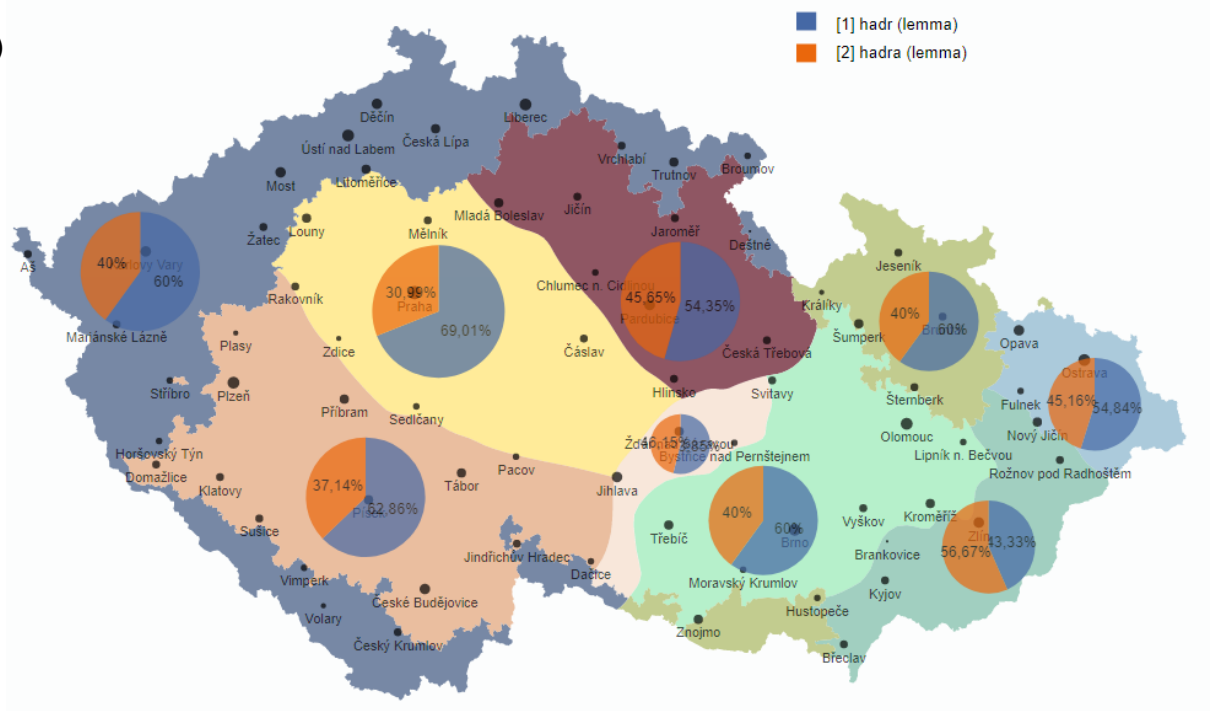 )
[1] hadr (lemma)
[2] hadra (lemma)
Děčín
Liberec
Ústí nad Labem
Česká Lípa
Vrchlabí
Trutnov
Broumov
Most
Litoměřice
Mladá Boleslav
Jičín
Jaroměř
Žatec
Louny
Mělník
Deštné
Aš
40%
Karlovy Vary
60%
Jeseník
Rakovník
30,99%
Praha
69,01%
Chlumec n. Cidlinou
45,65%
54,35%
Pardubice
Králíky
40%
60%
Mariánské Lázně
Plasy
Zdice
Čáslav
Česká Třebová
Šumperk
Opava
Stříbro
Plzeň
Příbram
Sedlčany
Hlinsko
Svitavy
Šternberk
Ostrava
Fulnek
45,16%
54,84%
Horšovský Týn
Domažlice
Klatovy
Pacov
46,15%
Bystřice nad Pernštejnem
Olomouc
Lipník n. Bečvou
Nový Jičín
Rožnov pod Radhoštěm
Tábor
Jihlava
37,14%
62,86%
Písek
Sušice
Třebíč
40%
60%
Brno
Vyškov
Kroměříž
Zlín
43,33%
56,67%
Jindřichův Hradec
Dačice
Brankovice
Vimperk
České Budějovice
Moravský Krumlov
Kyjov
Volary
Hustopeče
Český Krumlov
Znojmo
Břeclav